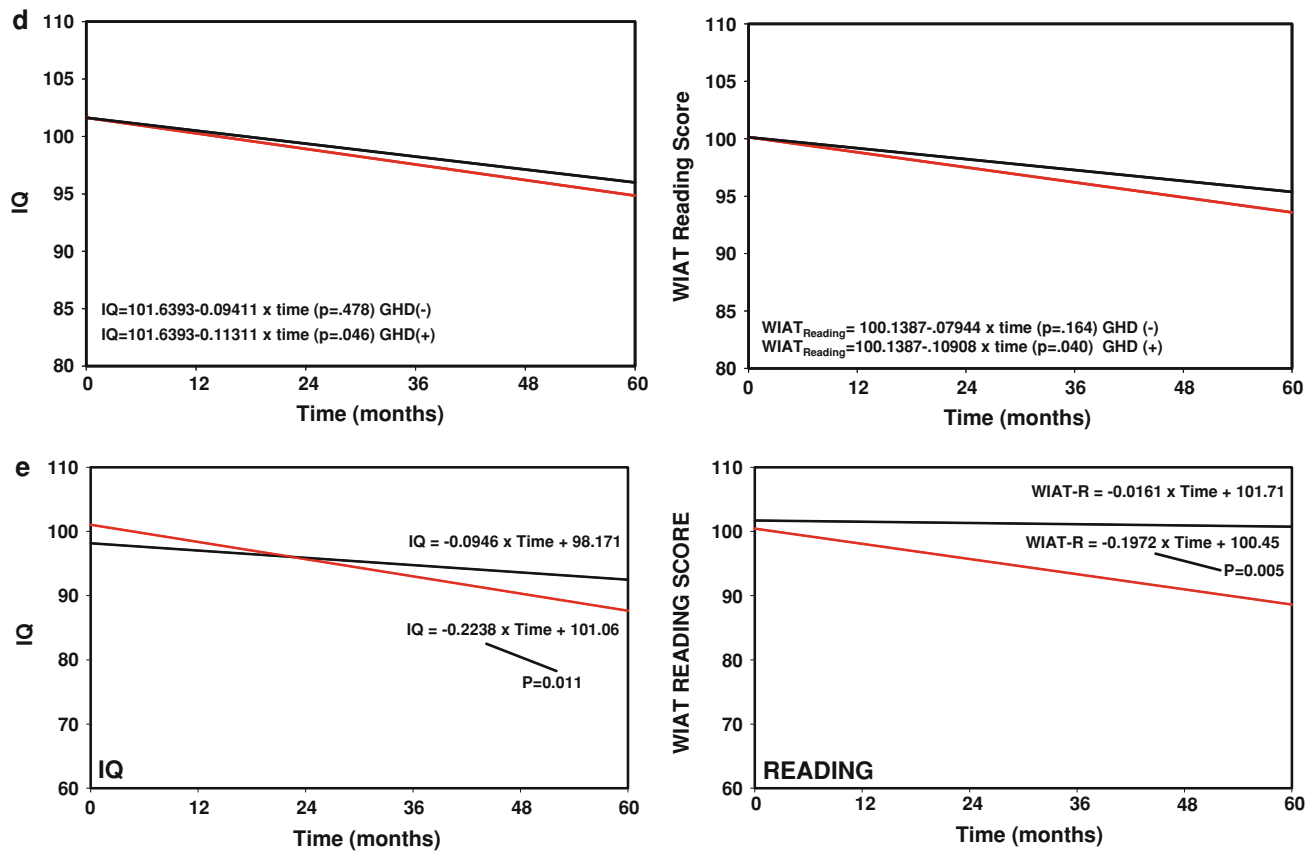 d
110
105
100
95
90
85
80
IQ
IQ=101.6393-0.09411 x time (p=.478) GHD(-)
IQ=101.6393-0.11311 x time (p=.046) GHD(+)
0 12 24 36 48 60
Time (months)
110
105
100
95
90
85
80
WIAT Reading Score
WIATReading= 100.1387-.07944 x time (p=.164) GHD (-)
WIATReading=100.1387-.10908 x time (p=.040) GHD (+)
0 12 24 36 48 60
Time (months)
e
110
100
90
80
70
60
IQ
IQ = -0.0946 x Time + 98.171
IQ = -0.2238 x Time + 101.06
P=0.011
IQ
0 12 24 36 48 60
Time (months)
110
100
90
80
70
60
WIAT READING SCORE
WIAT-R = -0.0161 x Time + 101.71
WIAT-R = -0.1972 x Time + 100.45
P=0.005
READING
0 12 24 36 48 60
Time (months)